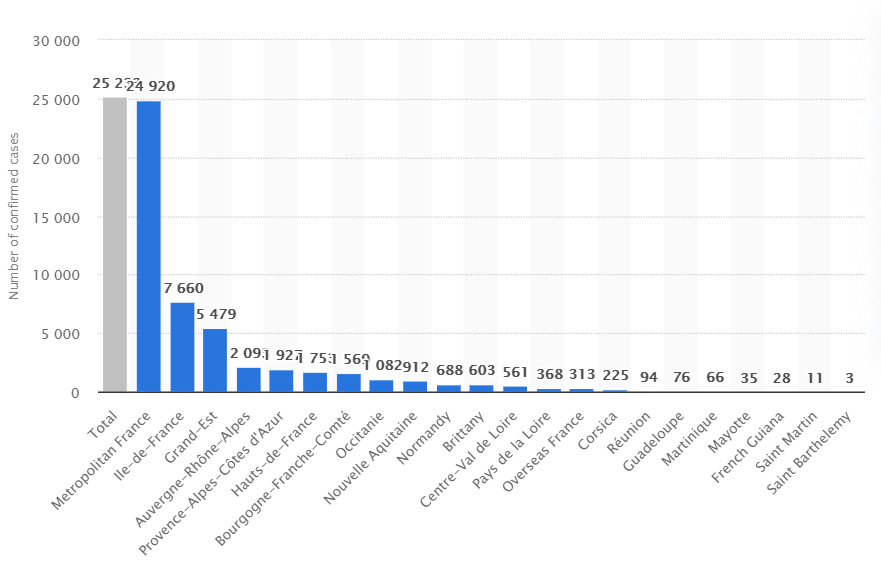 Number of confirmed cases
30 000
25 000
20 000
15 000
10 000
5 000
0
24 920
7 660
5 479
1 082
912
688
603
561
368
313
225
94
76
66
35
28
11
3
Total
Metropolitan France
Ile-de-France
Grand-Est
Auvergne-Rhône-Alpes
Provence-Alpes-Côtes d'Azur
Hauts-de-France
Bourgogne-Franche-Comté
Occitanie
Nouvelle Aquitaine
Normandy
Brittany
Centre-Val de Loire
Pays de la Loire
Overseas France
Corsica
Réunion
Guadeloupe
Martinique
Mayotte
French Guiana
Saint Martin
Saint Barthelemy